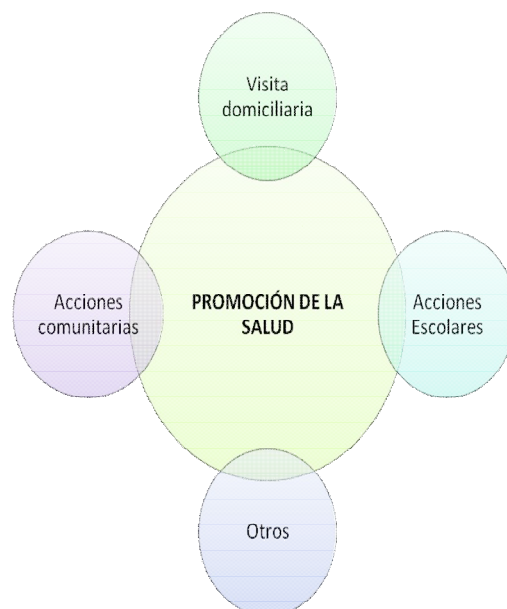 Visita
domiciliaria
Acciones
comunitarias
PROMOCIÓN DE LA
SALUD
Acciones
Escolares
Otros